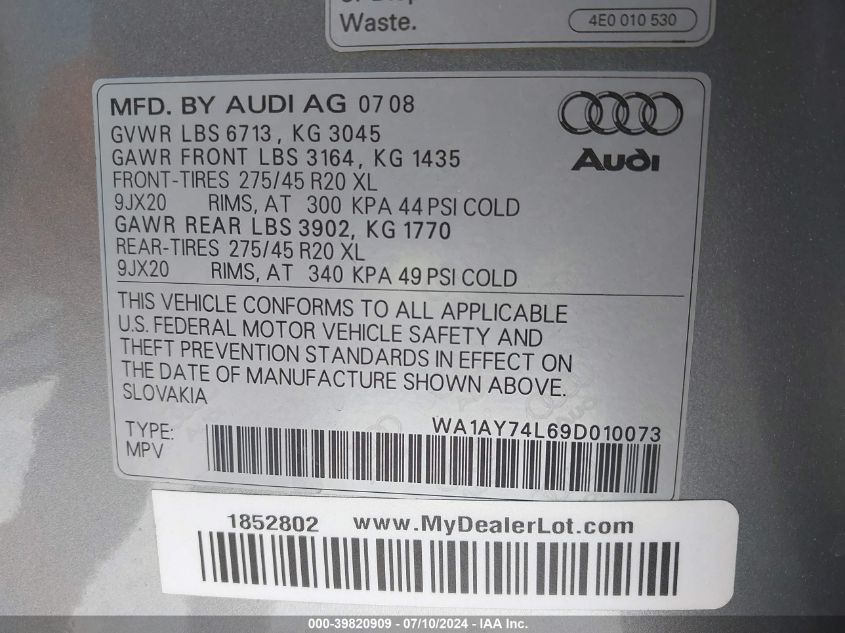 Waste.
4E0 010 530
MFD. BY AUDI AG 07 08
GVWR LBS 6713, KG 3045
GAWR FRONT LBS 3164, KG 1435
FRONT-TIRES 275/45 R20 XL
9JX20 RIMS, AT 300 KPA 44 PSI COLD
GAWR REAR LBS 3902, KG 1770
REAR-TIRES 275/45 R20 XL
9JX20 RIMS, AT 340 KPA 49 PSI COLD
Audi
THIS VEHICLE CONFORMS TO ALL APPLICABLE
U.S. FEDERAL MOTOR VEHICLE SAFETY AND
THEFT PREVENTION STANDARDS IN EFFECT ON
THE DATE OF MANUFACTURE SHOWN ABOVE.
SLOVAKIA
WA1AY74L69D010073
TYPE:
MPV
1852802 www.MyDealerLot.com
000-39820909 - 07/10/2024 - IAAI.com